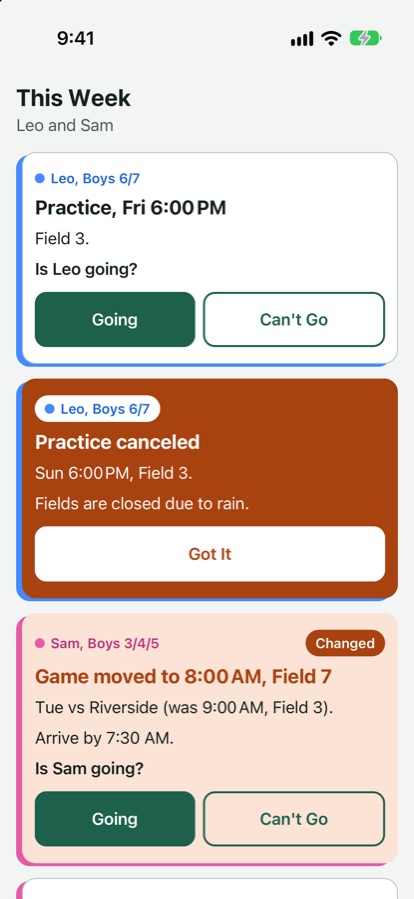 9:41
This Week
Leo and Sam
Leo, Boys 6/7
Practice, Fri 6:00 PM
Field 3.
Is Leo going?
Going
Can't Go
Leo, Boys 6/7
Practice canceled
Sun 6:00 PM, Field 3.
Fields are closed due to rain.
Got It
Sam, Boys 3/4/5
Changed
Game moved to 8:00 AM, Field 7
Tue vs Riverside (was 9:00 AM, Field 3).
Arrive by 7:30 AM.
Is Sam going?
Going
Can't Go